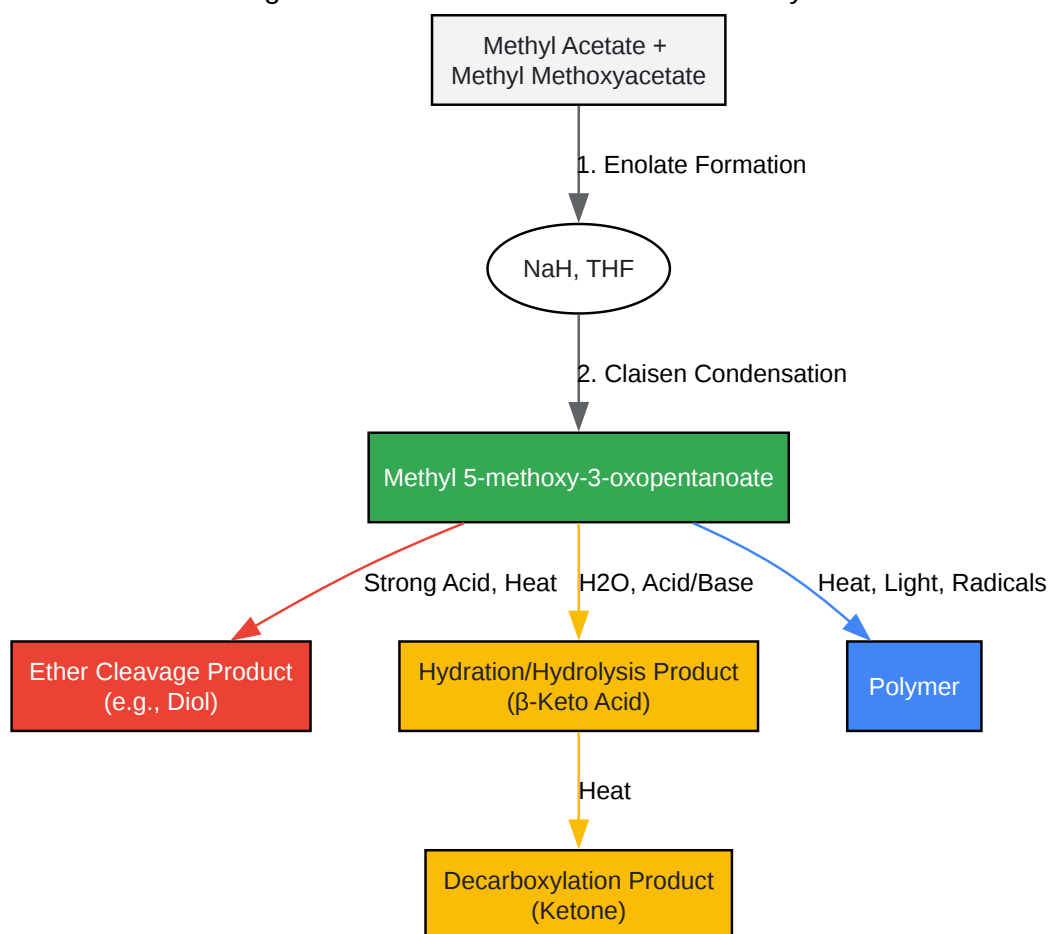 Methyl Acetate +
Methyl Methoxyacetate
1. Enolate Formation
NaH, THF
2. Claisen Condensation
Methyl 5-methoxy-3-oxopentanoate
Strong Acid, Heat
H2O, Acid/Base
Heat, Light, Radicals
Ether Cleavage Product
(e.g., Diol)
Hydration/Hydrolysis Product
(β-Keto Acid)
Polymer
Heat
Decarboxylation Product
(Ketone)